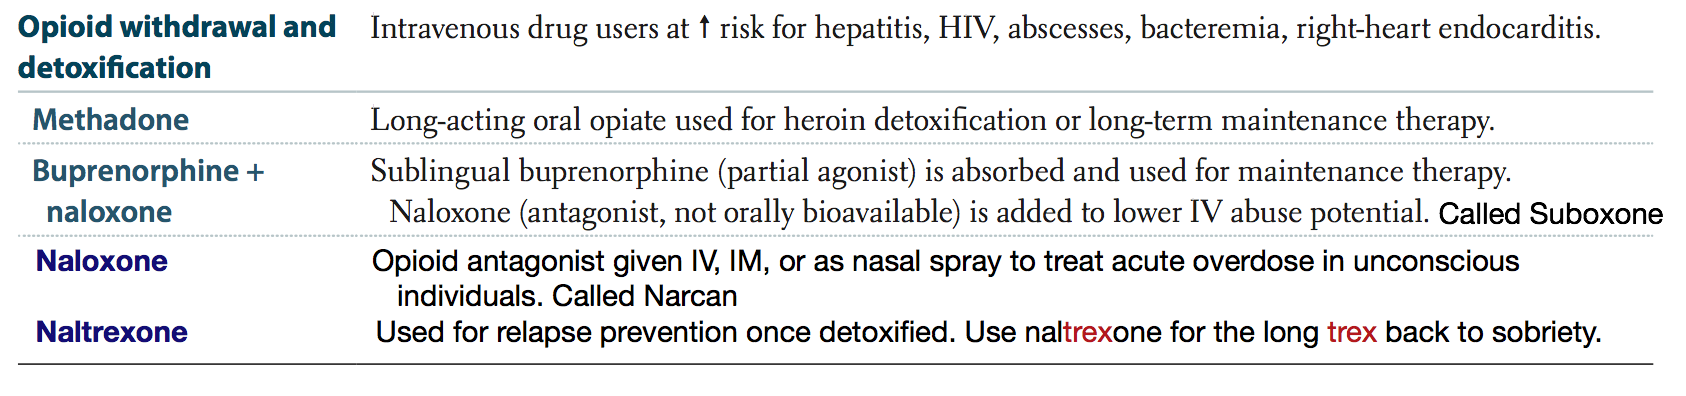 Opioid withdrawal and Intravenous drug users at ↑ risk for hepatitis, HIV, abscesses, bacteremia, right-heart endocarditis.
detoxification
Methadone Long-acting oral opiate used for heroin detoxification or long-term maintenance therapy.
Buprenorphine + Sublingual buprenorphine (partial agonist) is absorbed and used for maintenance therapy.
naloxone Naloxone (antagonist, not orally bioavailable) is added to lower IV abuse potential. Called Suboxone
Naloxone Opioid antagonist given IV, IM, or as nasal spray to treat acute overdose in unconscious
individuals. Called Narcan
Naltrexone Used for relapse prevention once detoxified. Use naltrexone for the long trex back to sobriety.